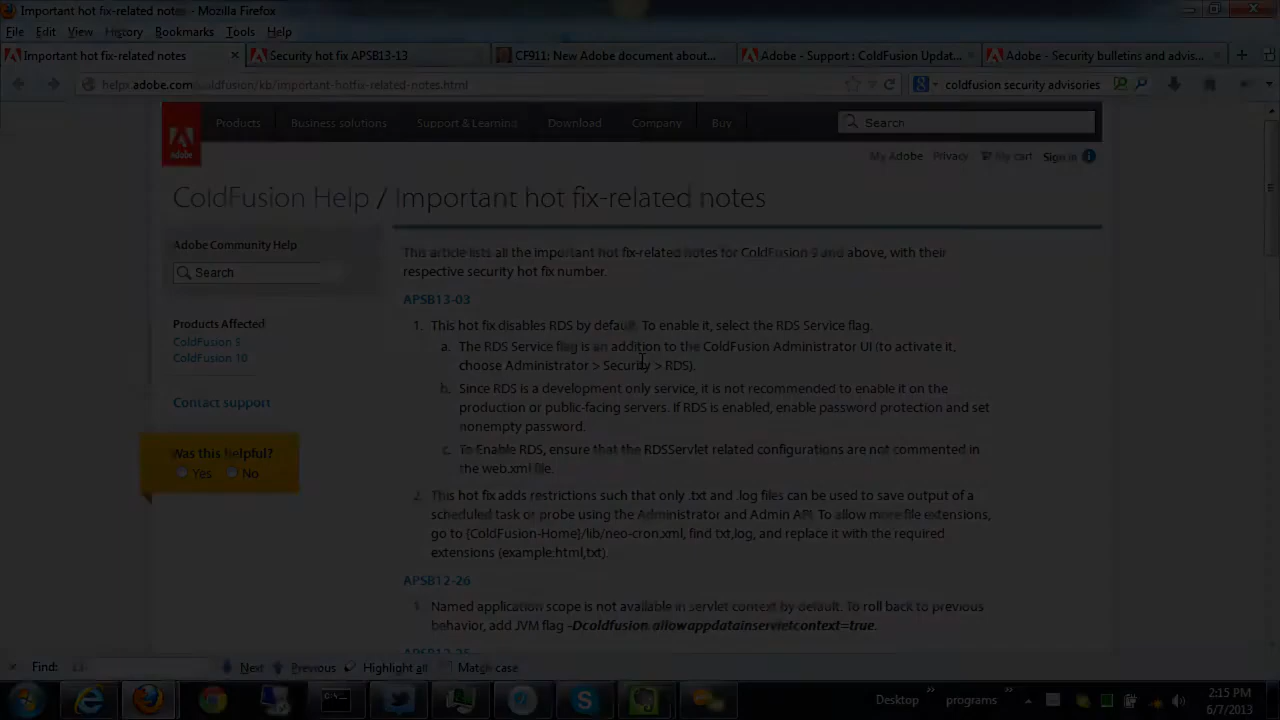 Important hot fix-related notes - Mozilla Firefox
File Edit View History Bookmarks Tools Help
Important hot fix-related notes × Security hot fix APSB13-13 × CF911: New Adobe document about... × Adobe - Support : ColdFusion Updat... × Adobe - Security bulletins and advis... × +
helpx.adobe.com/coldfusion/kb/important-hotfix-related-notes.html coldfusion security advisories
Adobe
Products Business solutions Support & Learning Download Company Buy Search
My Adobe Privacy My cart Sign in
ColdFusion Help / Important hot fix-related notes
Adobe Community Help
Search
Products Affected
ColdFusion 9
ColdFusion 10
Contact support
Was this helpful?
Yes No
This article lists all the important hot fix-related notes for ColdFusion 9 and above, with their
respective security hot fix number.
APSB13-03
1. This hot fix disables RDS by default. To enable it, select the RDS Service flag.
a. The RDS Service flag is an addition to the ColdFusion Administrator UI (to activate it,
choose Administrator > Security > RDS).
b. Since RDS is a development only service, it is not recommended to enable it on the
production or public-facing servers. If RDS is enabled, enable password protection and set
nonempty password.
c. To Enable RDS, ensure that the RDSServlet related configurations are not commented in
the web.xml file.
2. This hot fix adds restrictions such that only .txt and .log files can be used to save output of a
scheduled task or probe using the Administrator and Admin API. To allow more file extensions,
go to {ColdFusion-Home}/lib/neo-cron.xml, find txt,log, and replace it with the required
extensions (example:html,txt).
APSB12-26
1. Named application scope is not available in servlet context by default. To roll back to previous
behavior, add JVM flag -Dcoldfusion.allowappdatainservletcontext=true.
× Find: Next Previous Highlight all Match case
Desktop » programs » 2:15 PM
6/7/2013